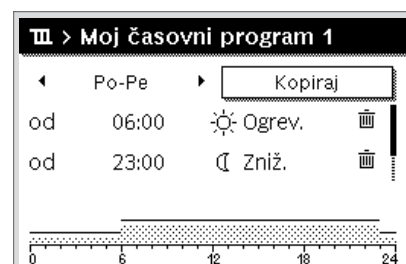 > Moj časovni program 1
Po-Pe Kopiraj
od 06:00 Ogrev.
od 23:00 Zniž.
0 6 12 18 24